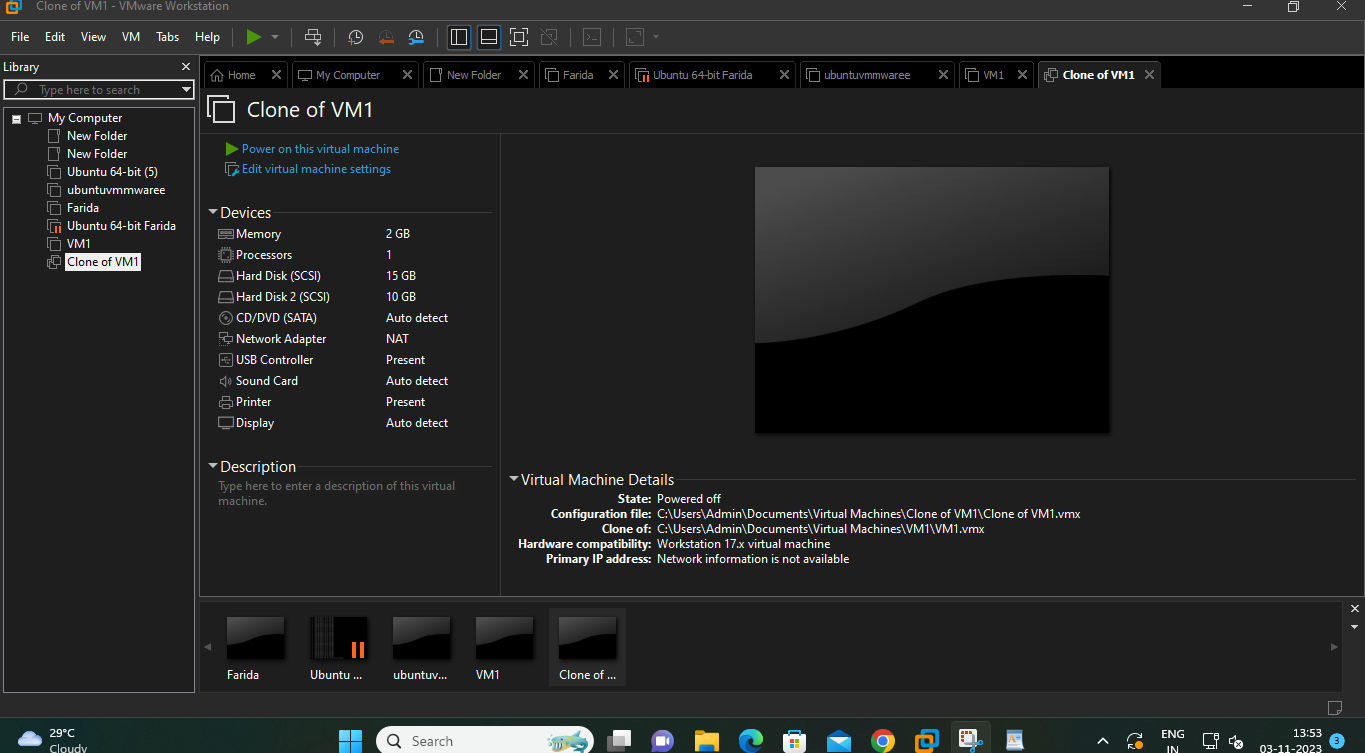 Clone of VM1 - VMware Workstation
File Edit View VM Tabs Help
Library
Type here to search
My Computer
New Folder
New Folder
Ubuntu 64-bit (5)
ubuntuvmmwaree
Farida
Ubuntu 64-bit Farida
VM1
Clone of VM1
Home My Computer New Folder Farida Ubuntu 64-bit Farida ubuntuvmmwaree VM1 Clone of VM1
Clone of VM1
Power on this virtual machine
Edit virtual machine settings
Devices
Memory 2 GB
Processors 1
Hard Disk (SCSI) 15 GB
Hard Disk 2 (SCSI) 10 GB
CD/DVD (SATA) Auto detect
Network Adapter NAT
USB Controller Present
Sound Card Auto detect
Printer Present
Display Auto detect
Description
Type here to enter a description of this virtual
machine.
Virtual Machine Details
State: Powered off
Configuration file: C:\Users\Admin\Documents\Virtual Machines\Clone of VM1\Clone of VM1.vmx
Clone of: C:\Users\Admin\Documents\Virtual Machines\VM1\VM1.vmx
Hardware compatibility: Workstation 17.x virtual machine
Primary IP address: Network information is not available
Farida Ubuntu ... ubuntuv... VM1 Clone of ...
29°C
Cloudy
Search
ENG
IN
13:53
03-11-2023
3